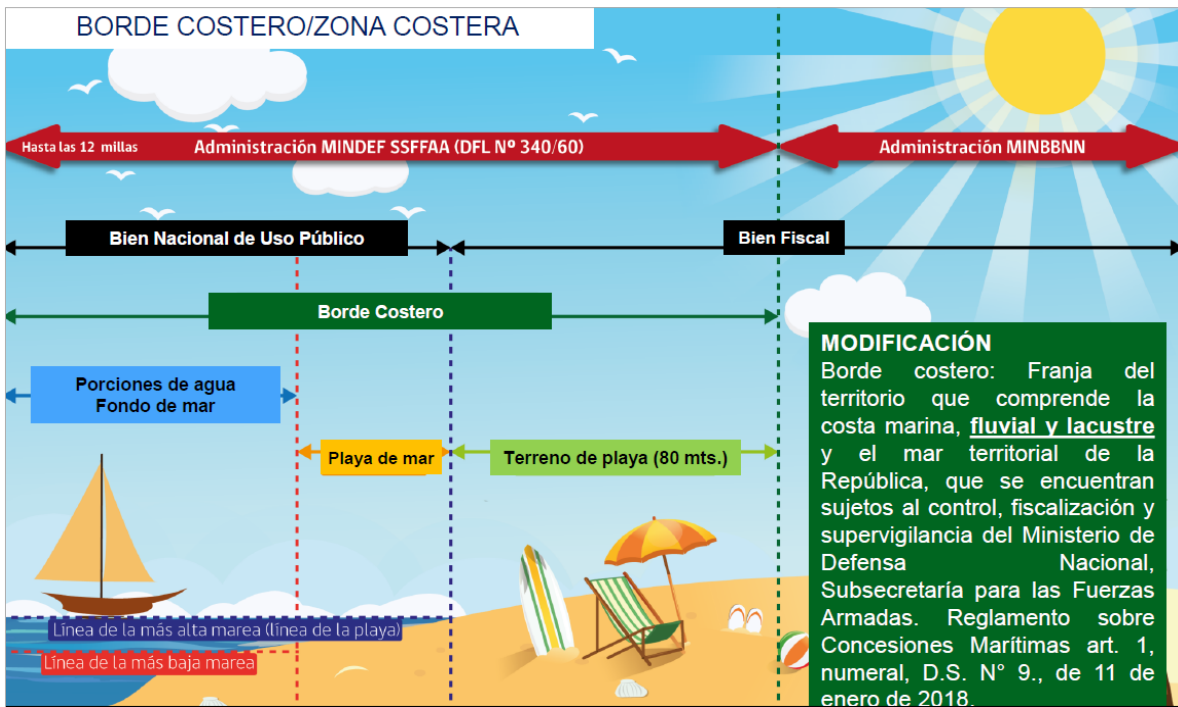 BORDE COSTERO/ZONA COSTERA
Hasta las 12 millas
Administración MINDEF SSFFAA (DFL Nº 340/60)
Administración MINBBNN
Bien Nacional de Uso Público
Bien Fiscal
Borde Costero
Porciones de agua
Fondo de mar
Playa de mar
Terreno de playa (80 mts.)
Línea de la más alta marea (línea de la playa)
Línea de la más baja marea
MODIFICACIÓN
Borde costero: Franja del
territorio que comprende la
costa marina, fluvial y lacustre
y el mar territorial de la
República, que se encuentran
sujetos al control, fiscalización y
supervigilancia del Ministerio de
Defensa Nacional,
Subsecretaría para las Fuerzas
Armadas. Reglamento sobre
Concesiones Marítimas art. 1,
numeral, D.S. N° 9., de 11 de
enero de 2018.